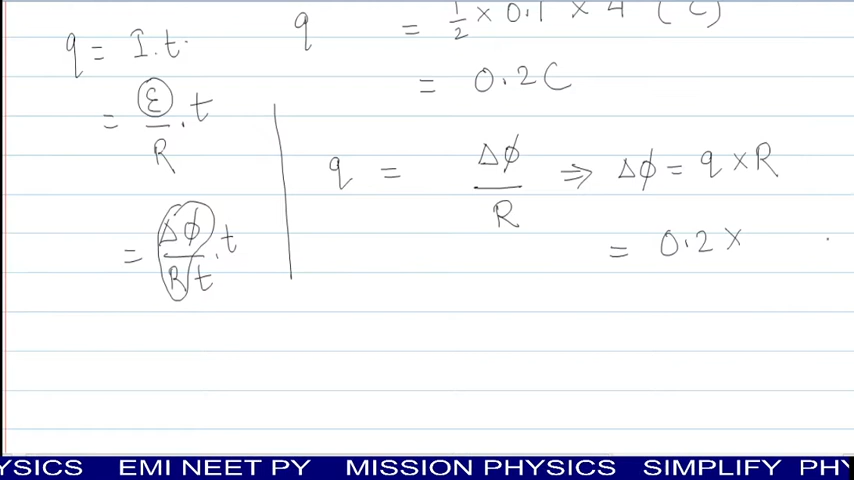 q = 1/2 × 0.1 × 4 (C)
= 0.2 C
q = I.t.
= ε/R . t
= Δϕ/R t . t
q = Δϕ/R ⇒ Δϕ = q × R
= 0.2 ×
YSICS EMI NEET PY MISSION PHYSICS SIMPLIFY PHY